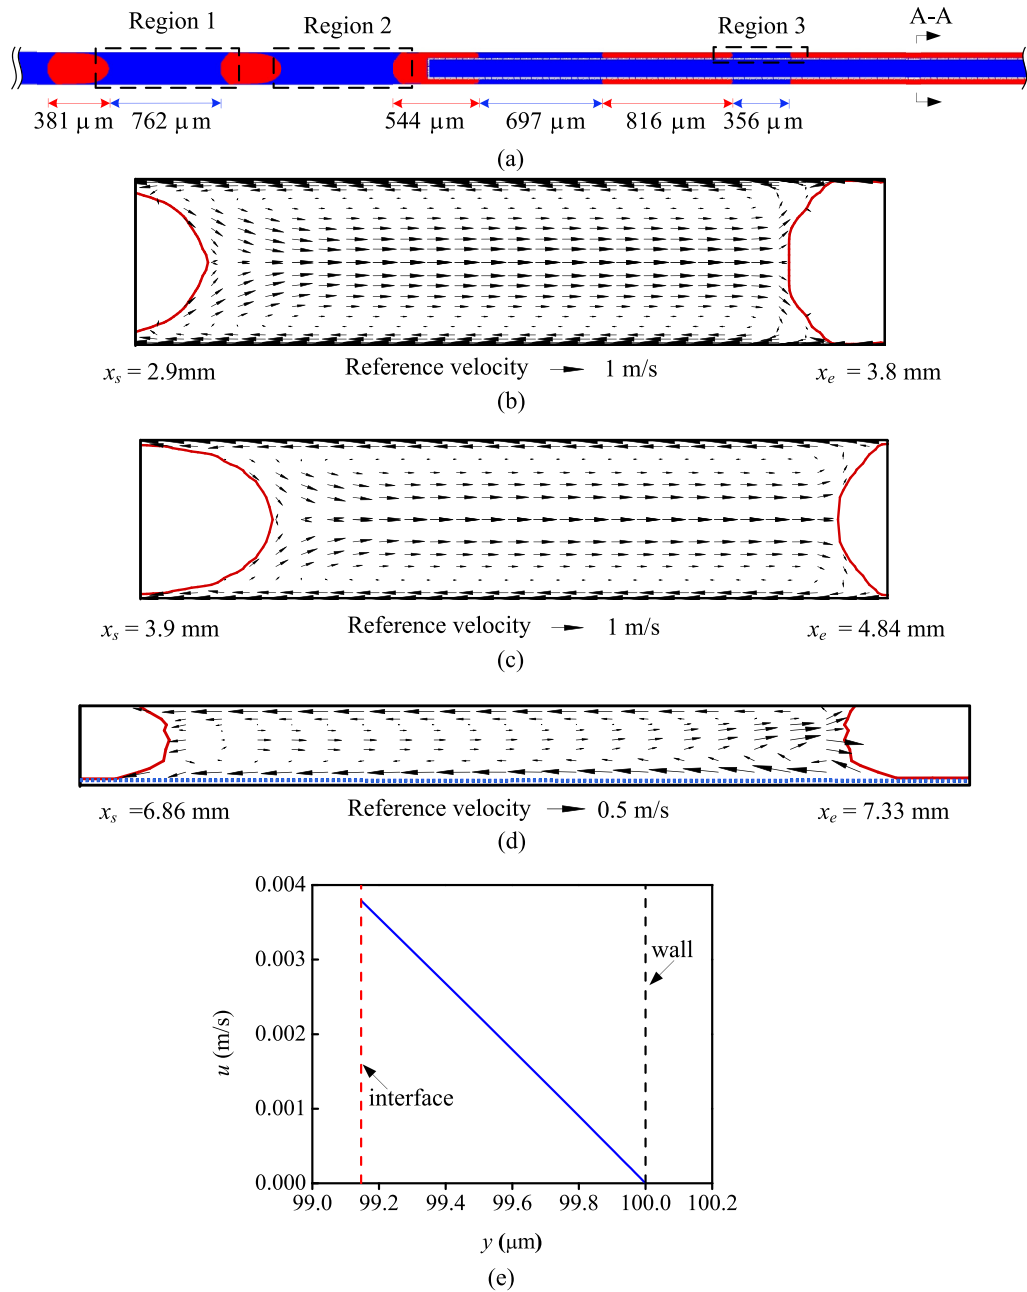 Region 1
Region 2
Region 3
A-A
381 μm
762 μm
544 μm
697 μm
816 μm
356 μm
(a)
xs = 2.9mm
Reference velocity 1 m/s
xe = 3.8 mm
(b)
xs = 3.9 mm
Reference velocity 1 m/s
xe = 4.84 mm
(c)
xs =6.86 mm
Reference velocity 0.5 m/s
xe = 7.33 mm
(d)
0.004
0.003
0.002
0.001
0.000
u (m/s)
wall
interface
99.0 99.2 99.4 99.6 99.8 100.0 100.2
y (μm)
(e)